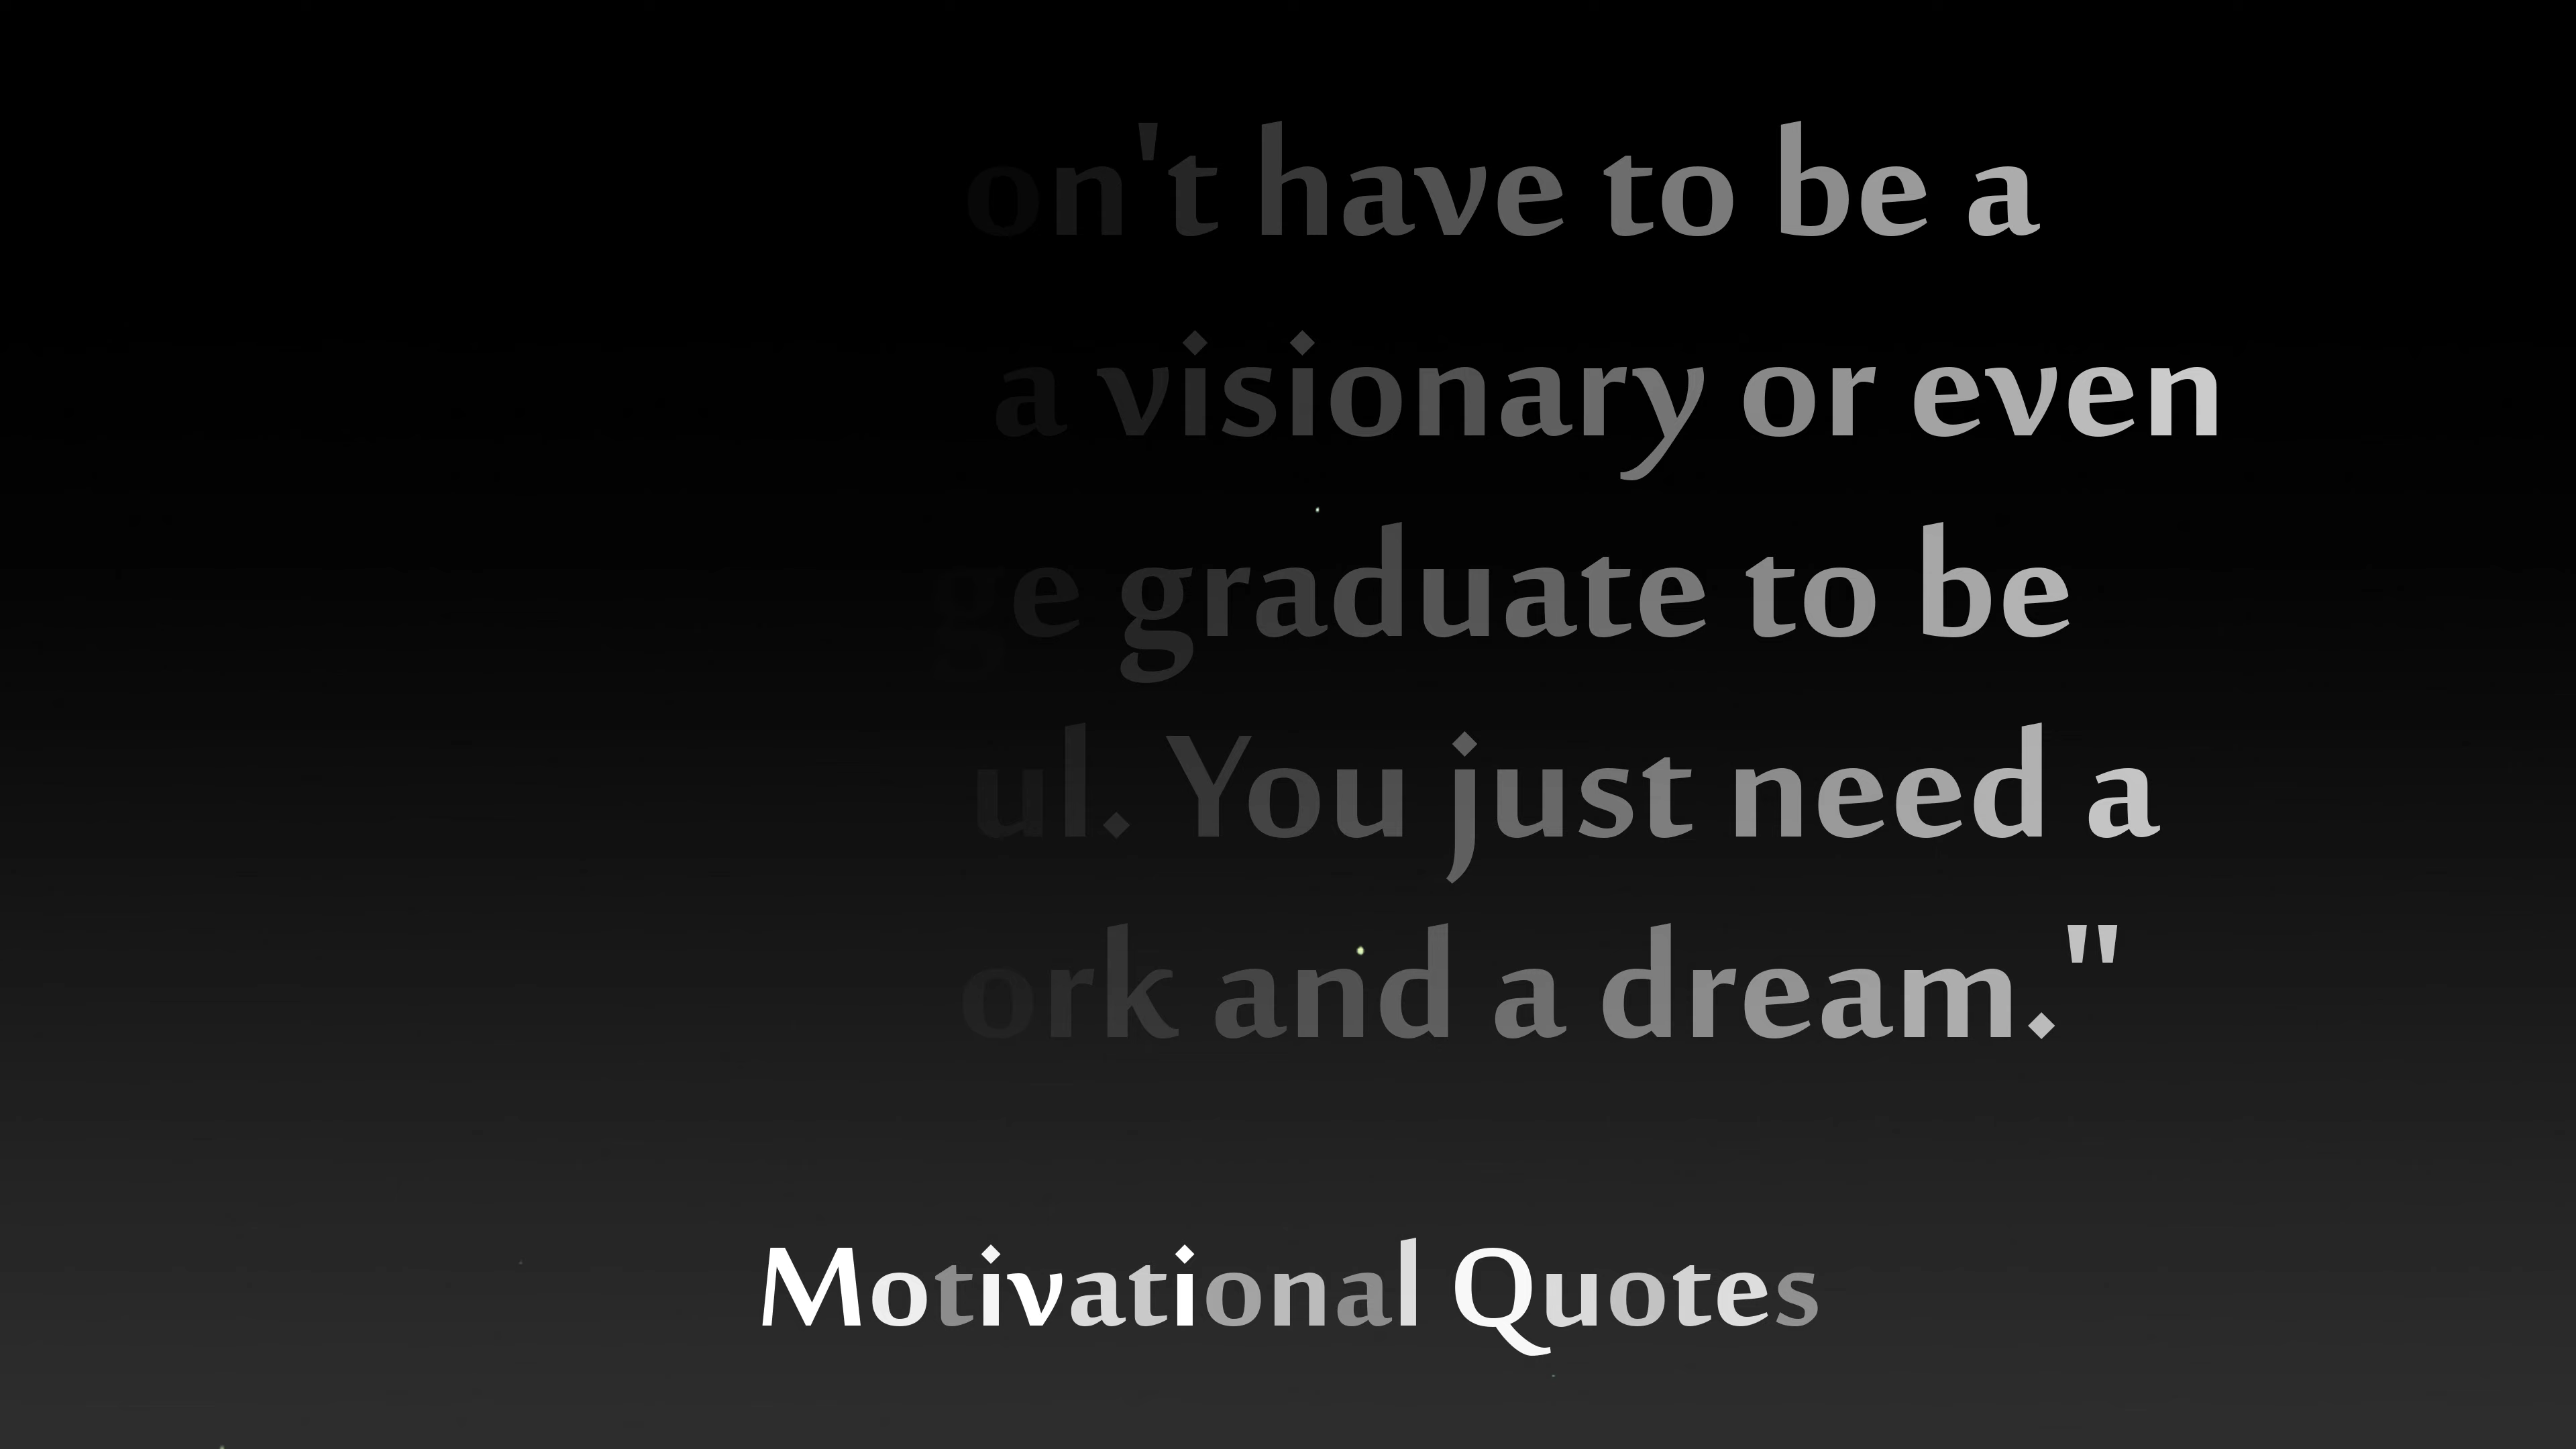 on't have to be a
a visionary or even
ge graduate to be
ul. You just need a
ork and a dream."
Motivational Quotes